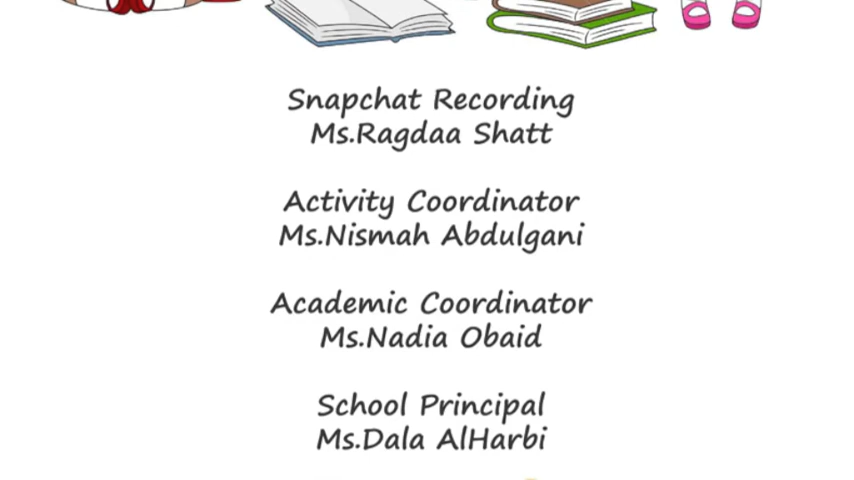 Snapchat Recording
Ms.Ragdaa Shatt
Activity Coordinator
Ms.Nismah Abdulgani
Academic Coordinator
Ms.Nadia Obaid
School Principal
Ms.Dala AlHarbi